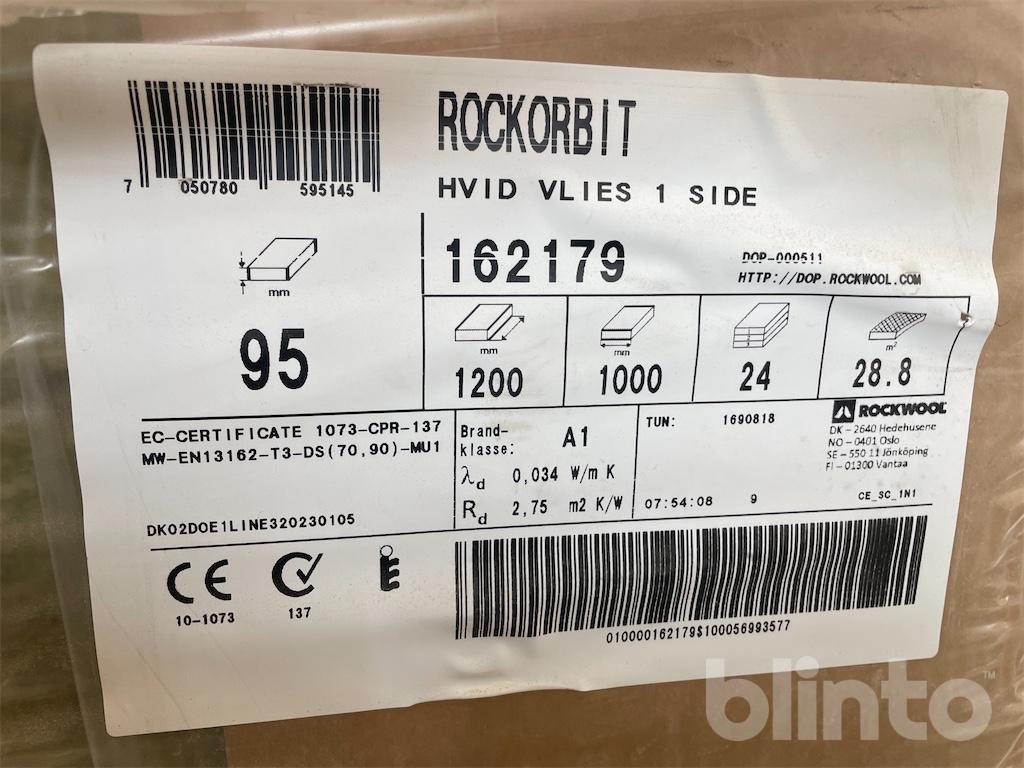 ROCKORBIT
HVID VLIES 1 SIDE
7 050780 595145
162179
DOP-000511
HTTP://DOP.ROCKWOOL.COM
mm
95
mm
1200
mm
1000
24
m²
28.8
EC-CERTIFICATE 1073-CPR-137
MW-EN13162-T3-DS(70,90)-MU1
DK02DOE1LINE320230105
Brand-
klasse: A1
λd 0,034 W/m K
Rd 2,75 m2 K/W
TUN: 1690818
07:54:08 9
ROCKWOOL
DK – 2640 Hedehusene
NO – 0401 Oslo
SE – 550 11 Jönköping
FI – 01300 Vantaa
CE_SC_1N1
CE
10-1073
137
010000162179$100056993577
blinto™